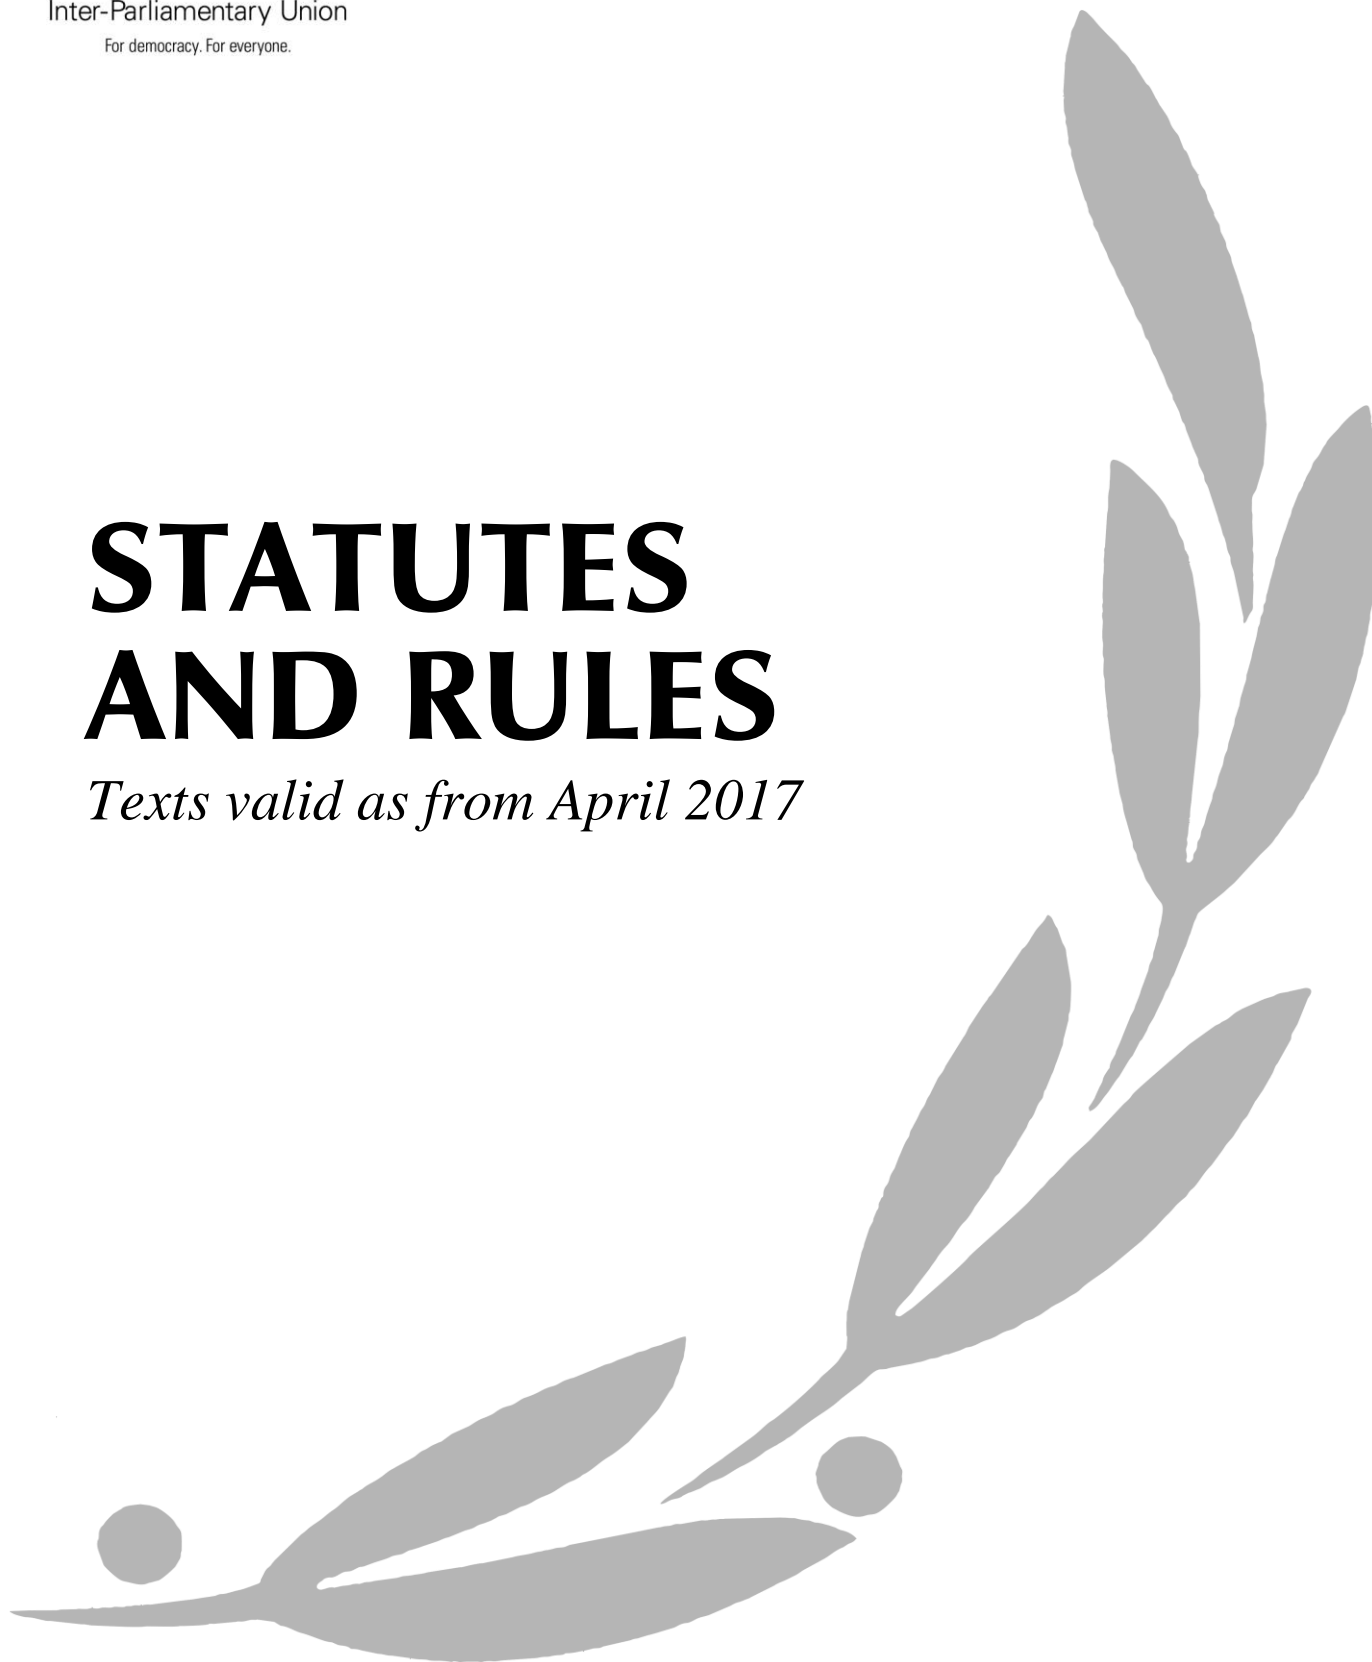 Inter-Parliamentary Union
For democracy. For everyone.
STATUTES
AND RULES
Texts valid as from April 2017